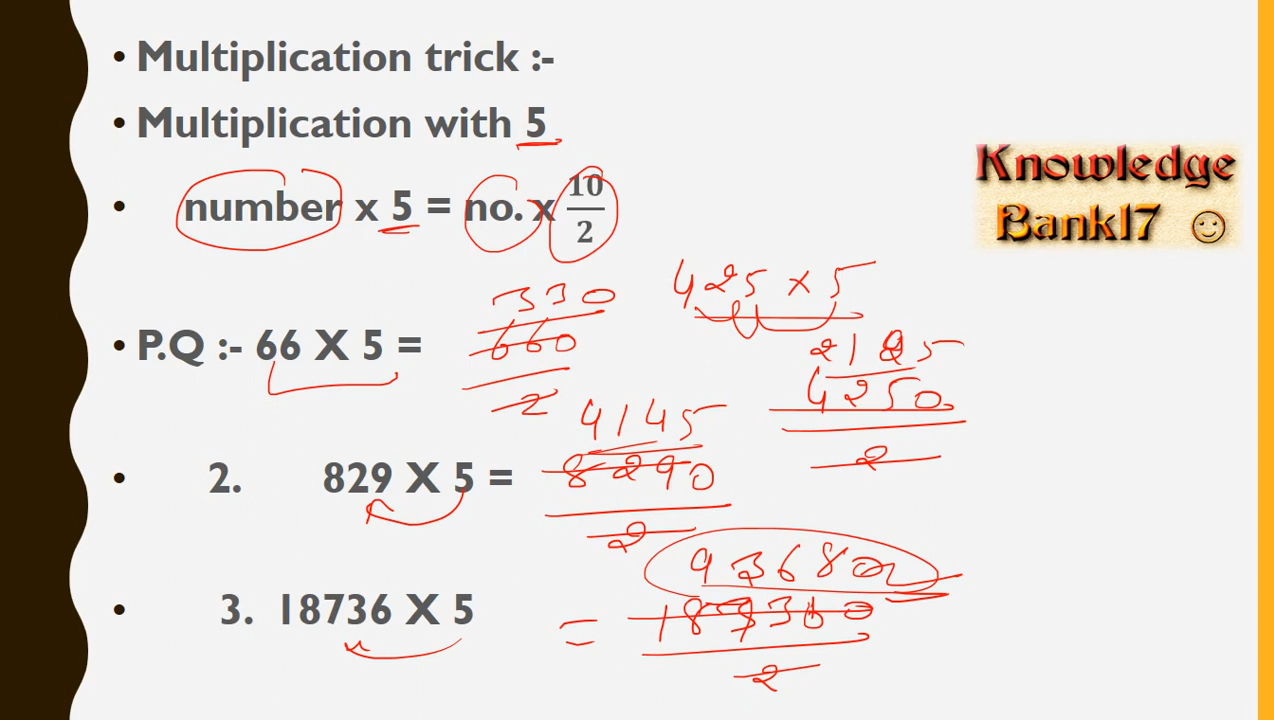 • Multiplication trick :-
• Multiplication with 5
• number x 5 = no. x 10/2
Knowledge
Bank17 ☺
425 x 5
2125
4250
2
• P.Q :- 66 X 5 =
330
660
2
• 2. 829 X 5 =
4145
8290
2
• 3. 18736 X 5
93680
= 187360
2